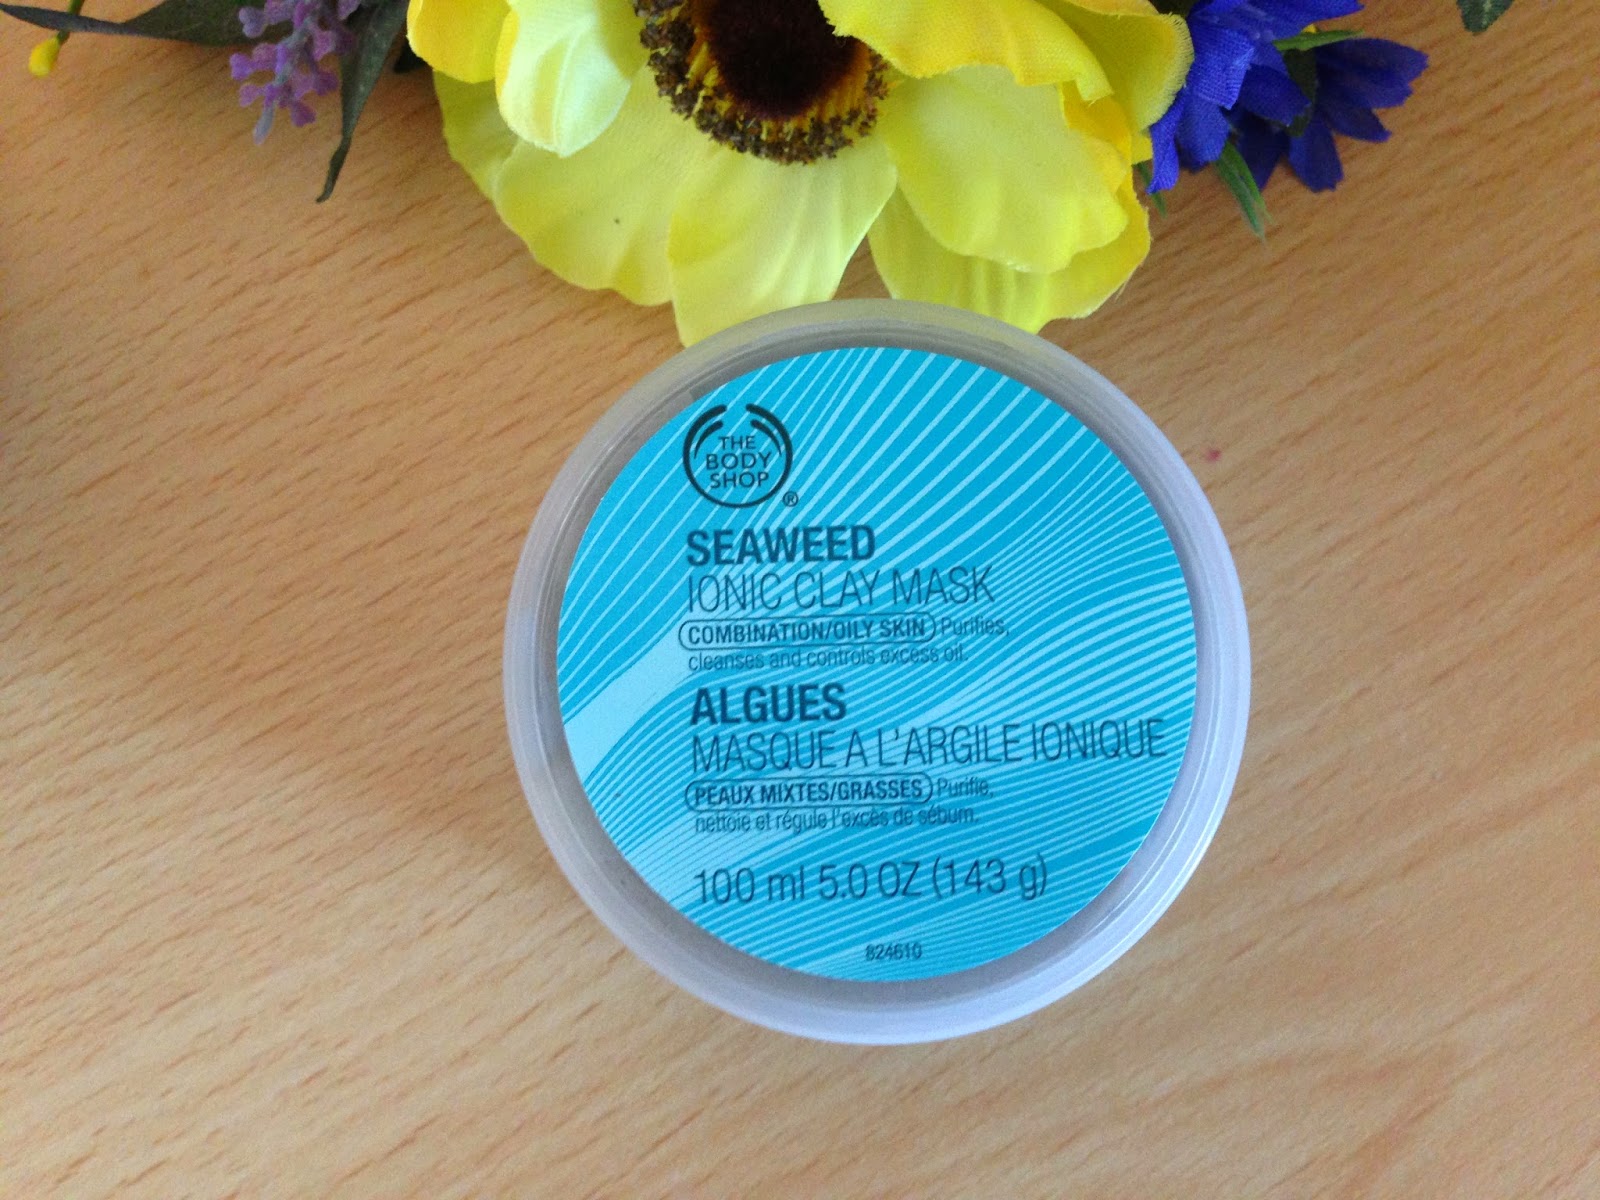 THE
BODY
SHOP
®
SEAWEED
IONIC CLAY MASK
COMBINATION/OILY SKIN Purifies,
cleanses and controls excess oil.
ALGUES
MASQUE A L'ARGILE IONIQUE
PEAUX MIXTES/GRASSES Purifie,
nettoie et régule l'excès de sébum.
100 ml 5.0 OZ (143 g)
824610